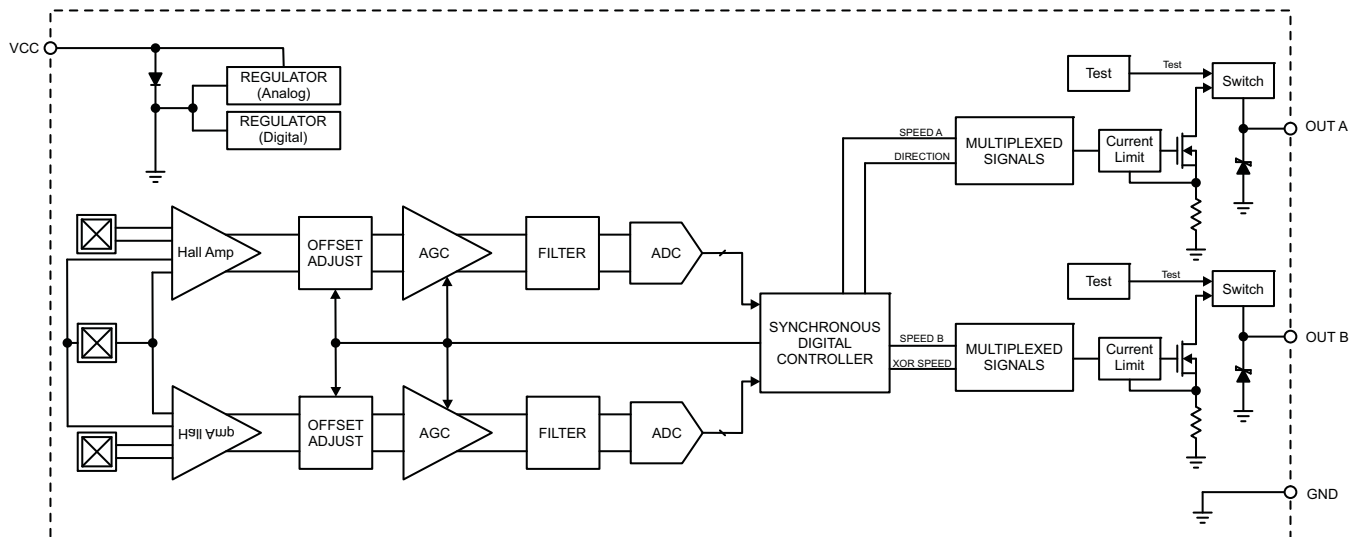 VCC
REGULATOR
(Analog)
REGULATOR
(Digital)
Test
Test
Switch
OUT A
SPEED A
DIRECTION
MULTIPLEXED
SIGNALS
Current
Limit
Hall Amp
OFFSET
ADJUST
AGC
FILTER
ADC
SYNCHRONOUS
DIGITAL
CONTROLLER
Test
Test
Switch
OUT B
SPEED B
XOR SPEED
MULTIPLEXED
SIGNALS
Current
Limit
Hall Amp
OFFSET
ADJUST
AGC
FILTER
ADC
GND